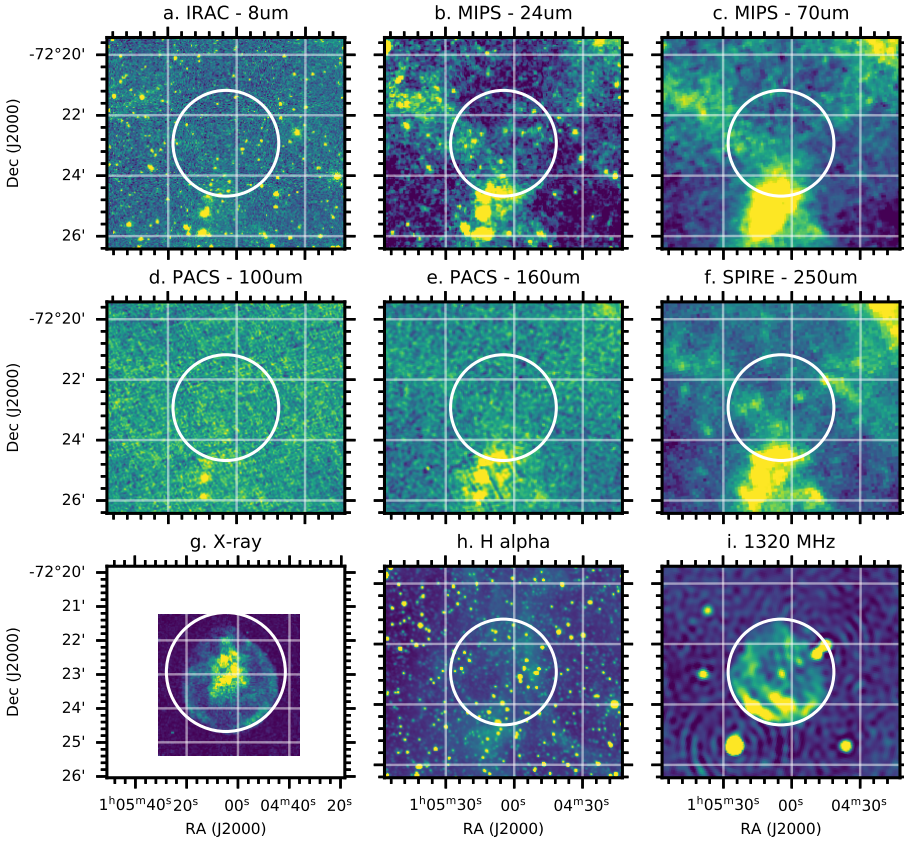 a. IRAC - 8um
b. MIPS - 24um
c. MIPS - 70um
-72°20'
22'
24'
26'
Dec (J2000)
d. PACS - 100um
e. PACS - 160um
f. SPIRE - 250um
-72°20'
22'
24'
26'
Dec (J2000)
g. X-ray
h. H alpha
i. 1320 MHz
-72°20'
21'
22'
23'
24'
25'
26'
Dec (J2000)
1ʰ05ᵐ40ˢ20ˢ 00ˢ 04ᵐ40ˢ 20ˢ
1ʰ05ᵐ30ˢ 00ˢ 04ᵐ30ˢ
1ʰ05ᵐ30ˢ 00ˢ 04ᵐ30ˢ
RA (J2000)
RA (J2000)
RA (J2000)